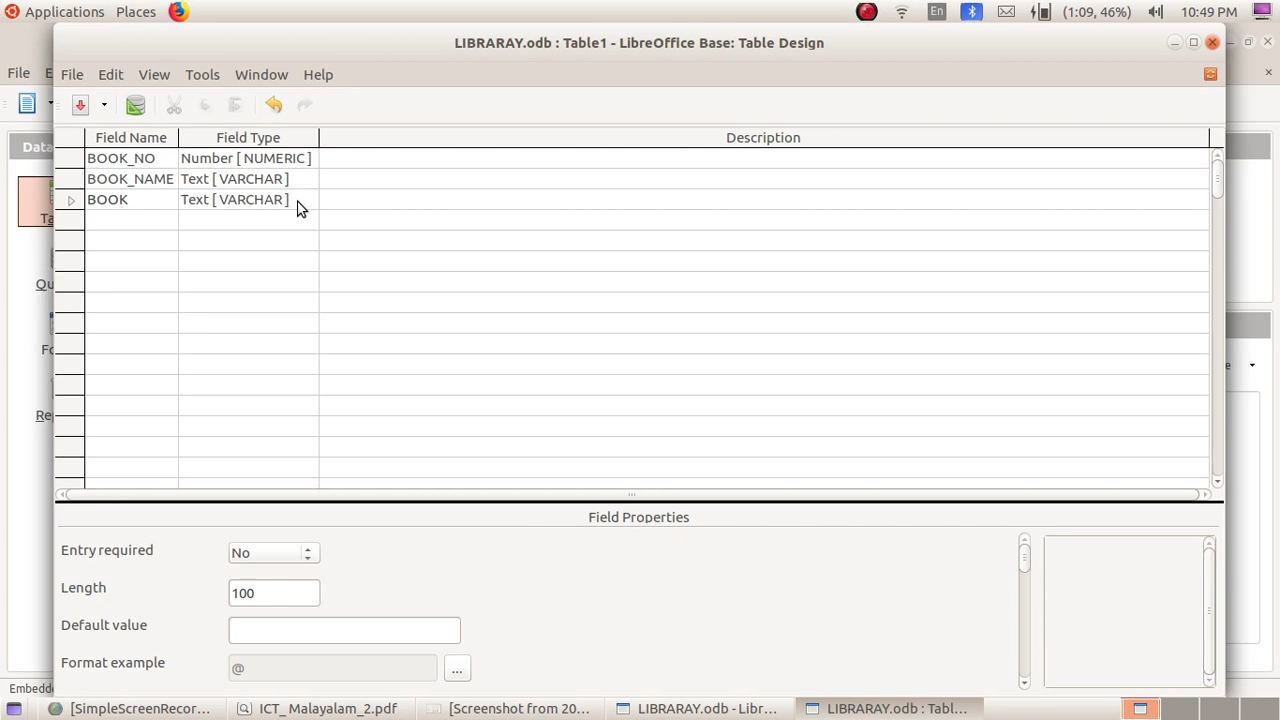 Applications Places En (1:09, 46%) 10:49 PM
LIBRARAY.odb : Table1 - LibreOffice Base: Table Design
File
File Edit View Tools Window Help
Field Name Field Type Description
BOOK_NO Number [ NUMERIC ]
BOOK_NAME Text [ VARCHAR ]
BOOK Text [ VARCHAR ]
Field Properties
Entry required No
Length 100
Default value
Format example @ ...
[SimpleScreenRecor... ICT_Malayalam_2.pdf [Screenshot from 20... LIBRARAY.odb - Libr... LIBRARAY.odb : Tabl...